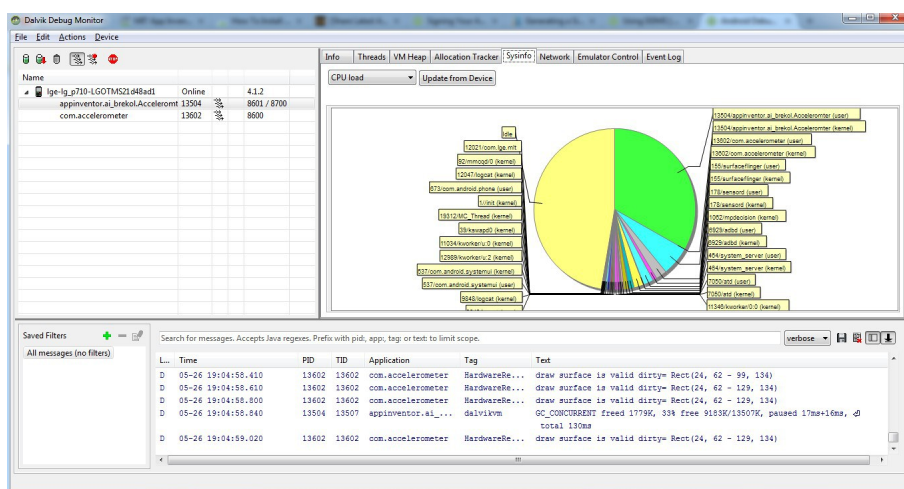 Dalvik Debug Monitor
File Edit Actions Device
Name
lge-lg_p710-LGOTMS21d48ad1 Online 4.1.2
appinventor.ai_brekol.Acceleromt 13504 8601 / 8700
com.accelerometer 13602 8600
Info Threads VM Heap Allocation Tracker Sysinfo Network Emulator Control Event Log
CPU load Update from Device
Idle
12021/com.lge.mlt
92/mmcqd/0 (kernel)
12047/logcat (kernel)
673/com.android.phone (user)
1//init (kernel)
19312/MC_Thread (kernel)
39/kswapd0 (kernel)
11034/kworker/u:0 (kernel)
12989/kworker/u:2 (kernel)
537/com.android.systemui (kernel)
537/com.android.systemui (user)
9848/logcat (kernel)
13504/appinventor.ai_brekol.Acceleromter (user)
13504/appinventor.ai_brekol.Acceleromter (kernel)
13602/com.accelerometer (user)
13602/com.accelerometer (kernel)
155/surfaceflinger (user)
155/surfaceflinger (kernel)
178/sensord (user)
178/sensord (kernel)
1062/mpdecision (kernel)
6929/adbd (user)
6929/adbd (kernel)
464/system_server (user)
464/system_server (kernel)
7050/atd (user)
7050/atd (kernel)
11346/kworker/0:0 (kernel)
Saved Filters
All messages (no filters)
Search for messages. Accepts Java regexes. Prefix with pid:, app:, tag: or text: to limit scope.
verbose
L... Time PID TID Application Tag Text
D 05-26 19:04:58.410 13602 13602 com.accelerometer HardwareRe... draw surface is valid dirty= Rect(24, 62 - 99, 134)
D 05-26 19:04:58.610 13602 13602 com.accelerometer HardwareRe... draw surface is valid dirty= Rect(24, 62 - 129, 134)
D 05-26 19:04:58.800 13602 13602 com.accelerometer HardwareRe... draw surface is valid dirty= Rect(24, 62 - 129, 134)
D 05-26 19:04:58.840 13504 13507 appinventor.ai_... dalvikvm GC_CONCURRENT freed 1779K, 33% free 9183K/13507K, paused 17ms+16ms,
total 130ms
D 05-26 19:04:59.020 13602 13602 com.accelerometer HardwareRe... draw surface is valid dirty= Rect(24, 62 - 129, 134)